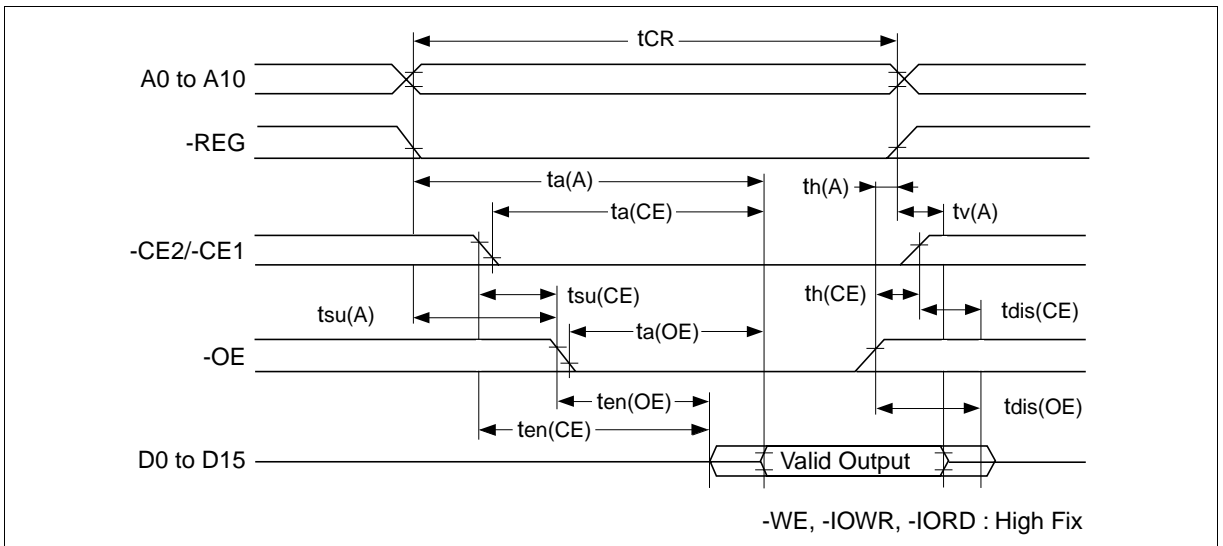 tCR
A0 to A10
-REG
ta(A)
th(A)
ta(CE)
tv(A)
-CE2/-CE1
tsu(CE)
th(CE)
tsu(A)
tdis(CE)
ta(OE)
-OE
ten(OE)
tdis(OE)
ten(CE)
D0 to D15
Valid Output
-WE, -IOWR, -IORD : High Fix